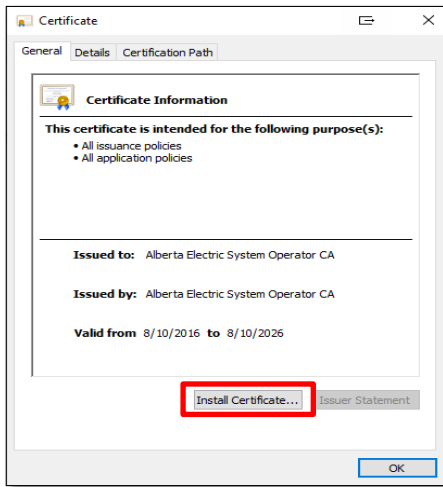 Certificate
General Details Certification Path
Certificate Information
This certificate is intended for the following purpose(s):
• All issuance policies
• All application policies
Issued to: Alberta Electric System Operator CA
Issued by: Alberta Electric System Operator CA
Valid from 8/10/2016 to 8/10/2026
Install Certificate... Issuer Statement
OK